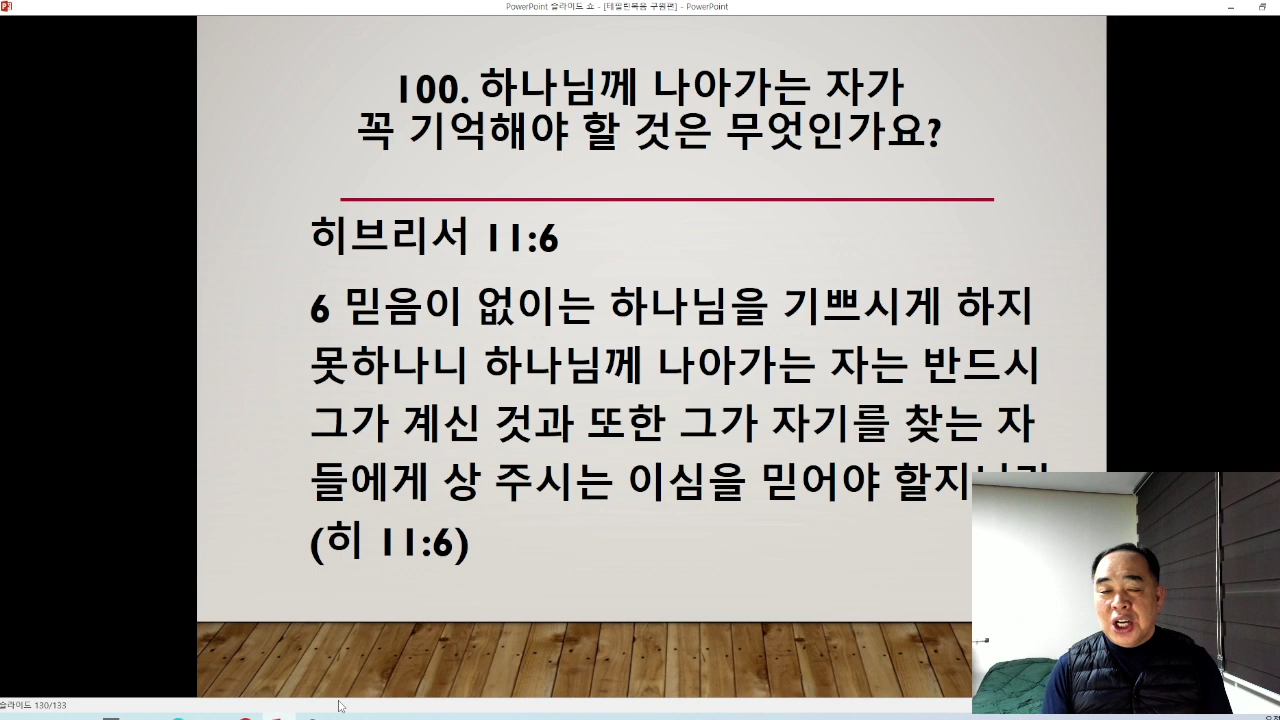 PowerPoint 슬라이드 쇼 - [테필린복음 구원편] - PowerPoint
100. 하나님께 나아가는 자가
꼭 기억해야 할 것은 무엇인가요?
히브리서 11:6
6 믿음이 없이는 하나님을 기쁘시게 하지
못하나니 하나님께 나아가는 자는 반드시
그가 계신 것과 또한 그가 자기를 찾는 자
들에게 상 주시는 이심을 믿어야
(히 11:6)
슬라이드 130/133